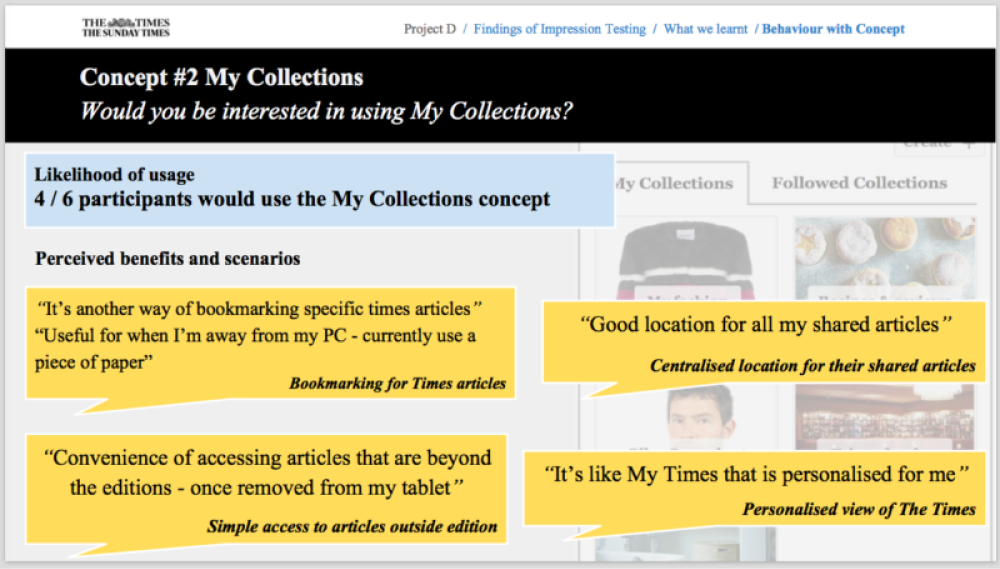 THE TIMES
THE SUNDAY TIMES
Project D / Findings of Impression Testing / What we learnt / Behaviour with Concept
Concept #2 My Collections
Would you be interested in using My Collections?
Create +
Likelihood of usage
4 / 6 participants would use the My Collections concept
My Collections
Followed Collections
Perceived benefits and scenarios
“It’s another way of bookmarking specific times articles”
“Useful for when I’m away from my PC - currently use a
piece of paper”
Bookmarking for Times articles
“Good location for all my shared articles”
Centralised location for their shared articles
“Convenience of accessing articles that are beyond
the editions - once removed from my tablet”
Simple access to articles outside edition
“It’s like My Times that is personalised for me”
Personalised view of The Times